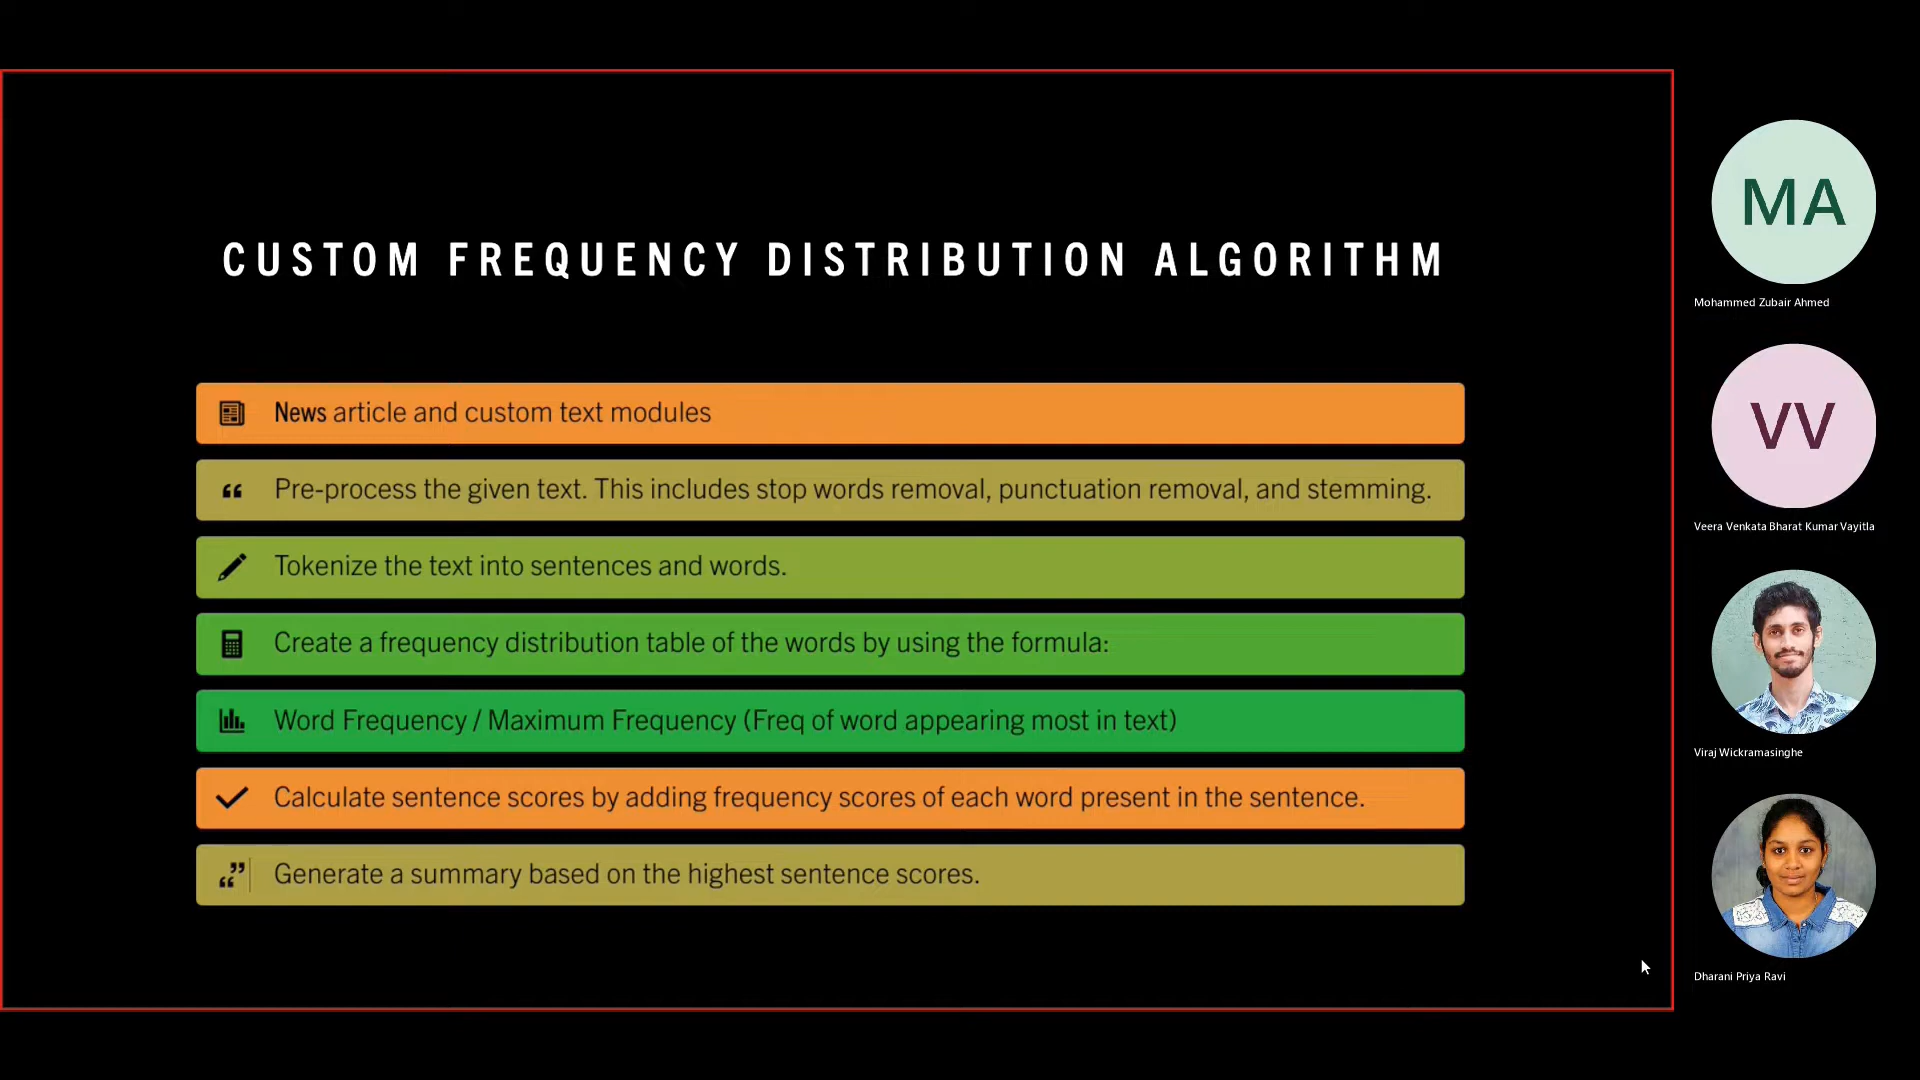 CUSTOM FREQUENCY DISTRIBUTION ALGORITHM
News article and custom text modules
Pre-process the given text. This includes stop words removal, punctuation removal, and stemming.
Tokenize the text into sentences and words.
Create a frequency distribution table of the words by using the formula:
Word Frequency / Maximum Frequency (Freq of word appearing most in text)
Calculate sentence scores by adding frequency scores of each word present in the sentence.
Generate a summary based on the highest sentence scores.
MA
Mohammed Zubair Ahmed
VV
Veera Venkata Bharat Kumar Vayitla
Viraj Wickramasinghe
Dharani Priya Ravi